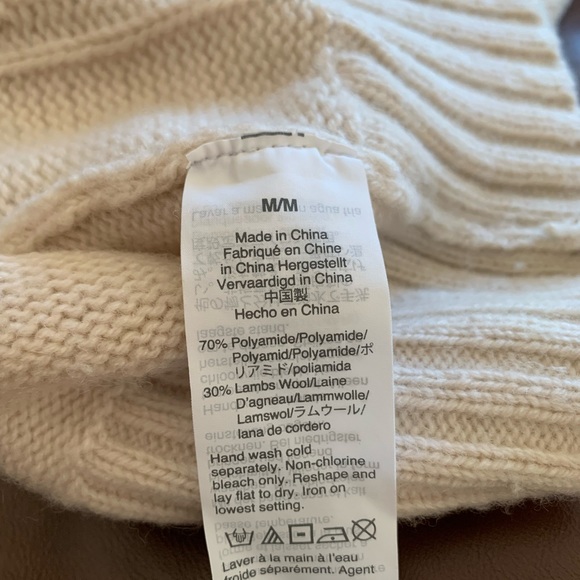 M/M
Made in China
Fabriqué en Chine
in China Hergestellt
Vervaardigd in China
中国製
Hecho en China
70% Polyamide/Polyamide/
Polyamid/Polyamide/ポ
リアミド/poliamida
30% Lambs Wool/Laine
D'agneau/Lammwolle/
Lamswol/ラムウール/
lana de cordero
Hand wash cold
separately. Non-chlorine
bleach only. Reshape and
lay flat to dry. Iron on
lowest setting.
Laver à la main à l'eau
froide séparément. Agent